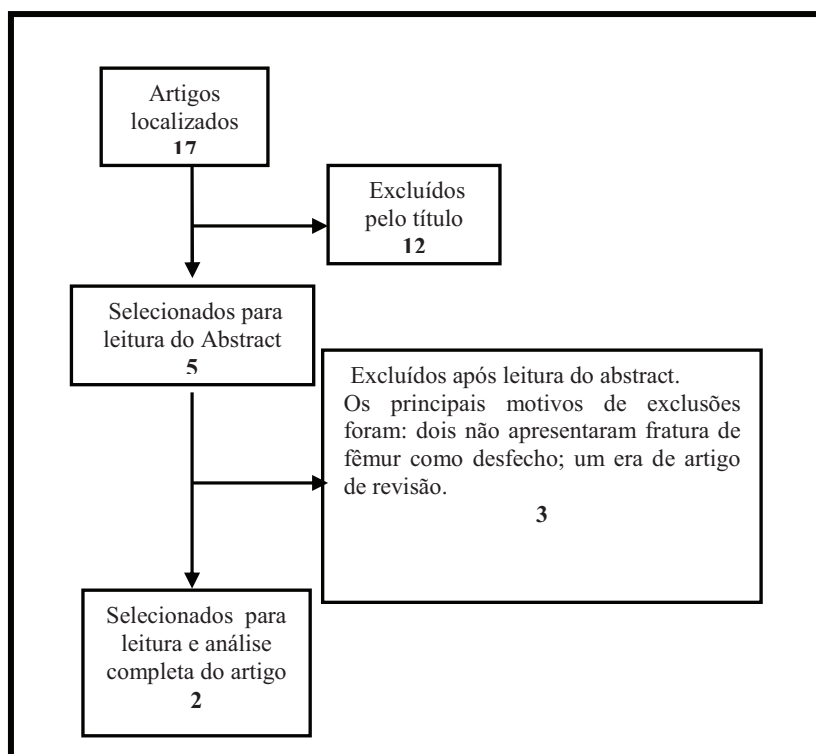 Artigos
localizados
17
Excluídos
pelo título
12
Selecionados para
leitura do Abstract
5
Excluídos após leitura do abstract.
Os principais motivos de exclusões
foram: dois não apresentaram fratura de
fêmur como desfecho; um era de artigo
de revisão.
3
Selecionados para
leitura e análise
completa do artigo
2